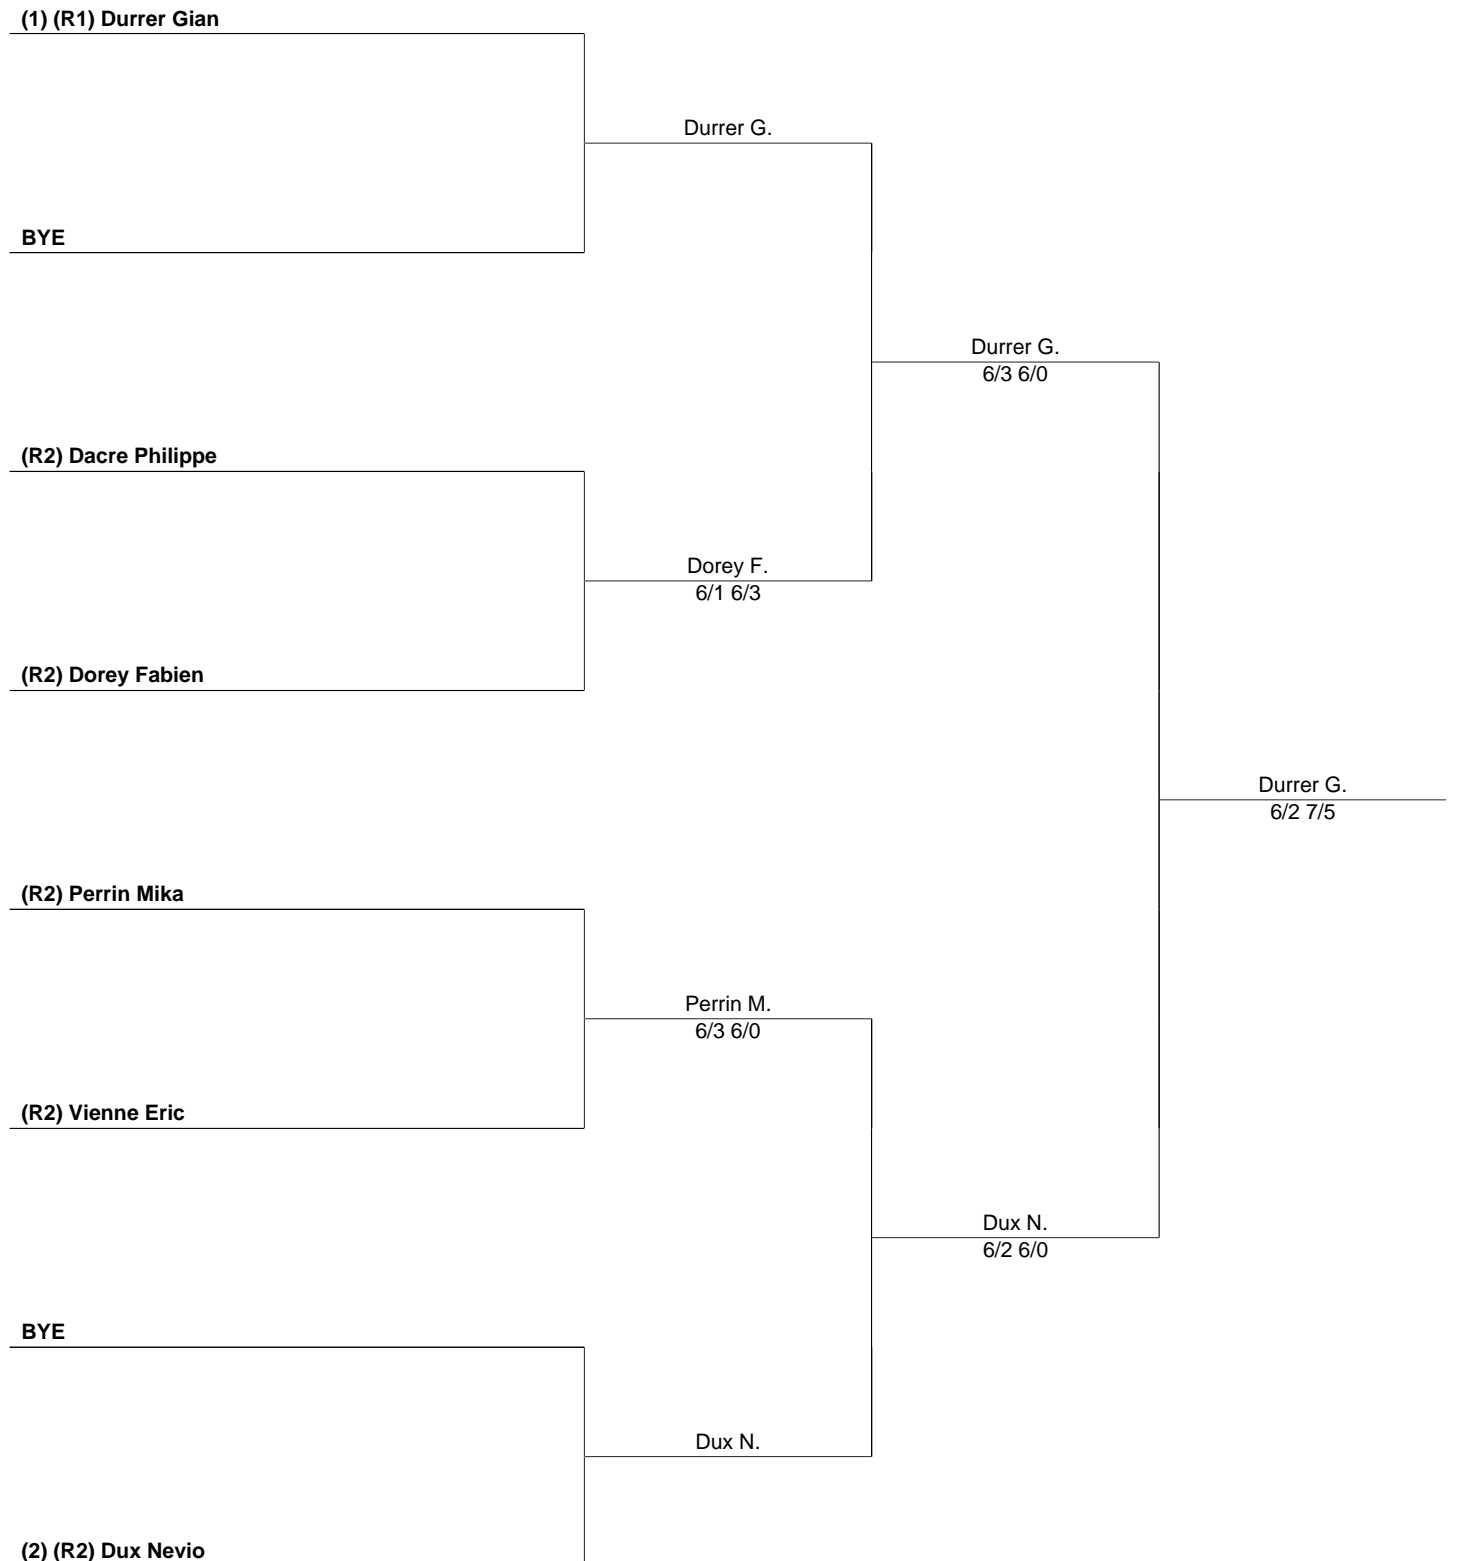 (1) (R1) Durrer Gian
Durrer G.
BYE
Durrer G.
6/3 6/0
(R2) Dacre Philippe
Dorey F.
6/1 6/3
(R2) Dorey Fabien
Durrer G.
6/2 7/5
(R2) Perrin Mika
Perrin M.
6/3 6/0
(R2) Vienne Eric
Dux N.
6/2 6/0
BYE
Dux N.
(2) (R2) Dux Nevio